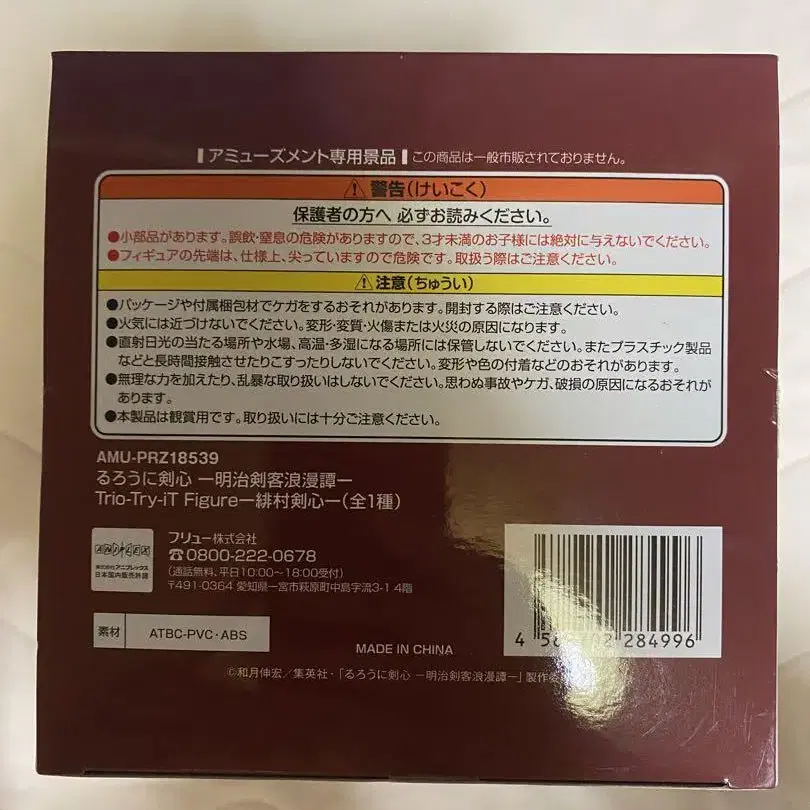 アミューズメント専用景品 この商品は一般市販されておりません。
⚠警告(けいこく)
保護者の方へ 必ずお読みください。
●小部品があります。誤飲・窒息の危険がありますので、3才未満のお子様には絶対に与えないでください。
●フィギュアの先端は、仕様上、尖っていますので危険です。取扱う際はご注意ください。
⚠注意(ちゅうい)
●パッケージや付属梱包材でケガをするおそれがあります。開封する際はご注意ください。
●火気には近づけないでください。変形・変質・火傷または火災の原因になります。
●直射日光の当たる場所や水場、高温・多湿になる場所には保管しないでください。またプラスチック製品
などと長時間接触させたりこすったりしないでください。変形や色の付着などのおそれがあります。
●無理な力を加えたり、乱暴な取り扱いはしないでください。思わぬ事故やケガ、破損の原因になるおそれが
あります。
●本製品は観賞用です。取り扱いには十分ご注意ください。
AMU-PRZ18539
るろうに剣心 ー明治剣客浪漫譚ー
Trio-Try-iT Figureー緋村剣心ー(全1種)
ANIPLEX
株式会社アニプレックス
日本国内販売許諾
フリュー株式会社
☎0800-222-0678
(通話無料、平日10:00〜18:00受付)
〒491-0364 愛知県一宮市萩原町中島字流3-1 4階
素材 ATBC-PVC・ABS
MADE IN CHINA
284996
©和月伸宏/集英社・「るろうに剣心 ー明治剣客浪漫譚ー」製作委